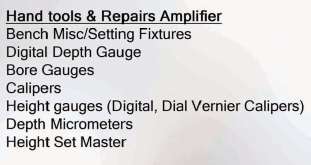 Hand tools & Repairs Amplifier
Bench Misc/Setting Fixtures
Digital Depth Gauge
Bore Gauges
Calipers
Height gauges (Digital, Dial Vernier Calipers)
Depth Micrometers
Height Set Master